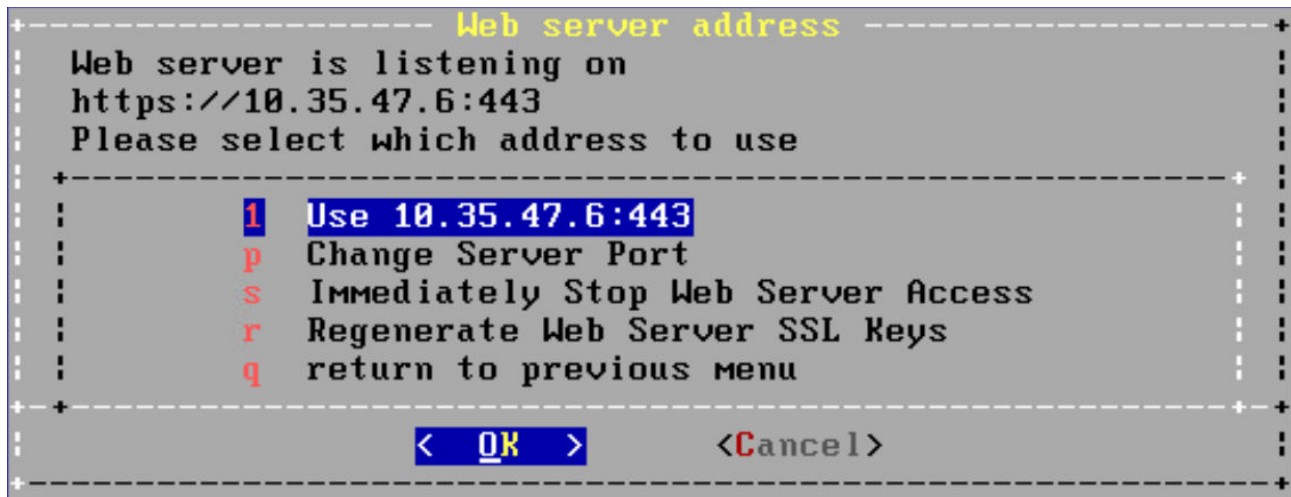 Web server address
Web server is listening on
https://10.35.47.6:443
Please select which address to use
1 Use 10.35.47.6:443
p Change Server Port
s Immediately Stop Web Server Access
r Regenerate Web Server SSL Keys
q return to previous menu
< OK > <Cancel>